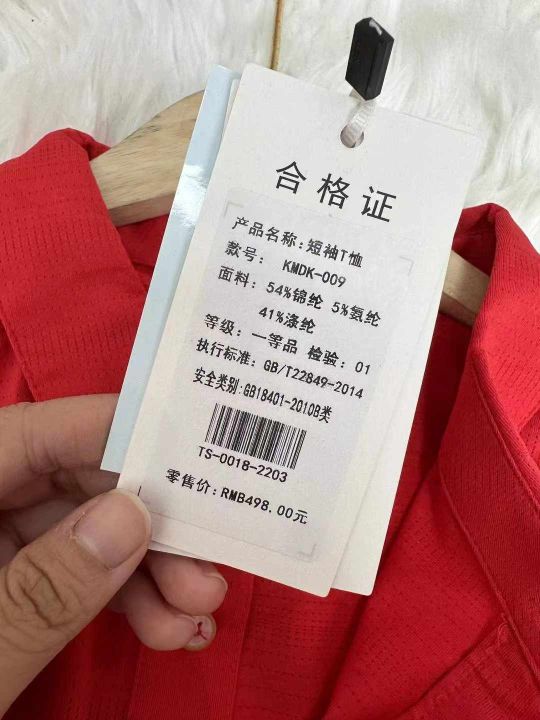 合格证
产品名称:短袖T恤
款号: KMDK-009
面料: 54%锦纶 5%氨纶
41%涤纶
等级: 一等品 检验: 01
执行标准: GB/T22849-2014
安全类别:GB18401-2010B类
TS-0018-2203
零售价:RMB498.00元